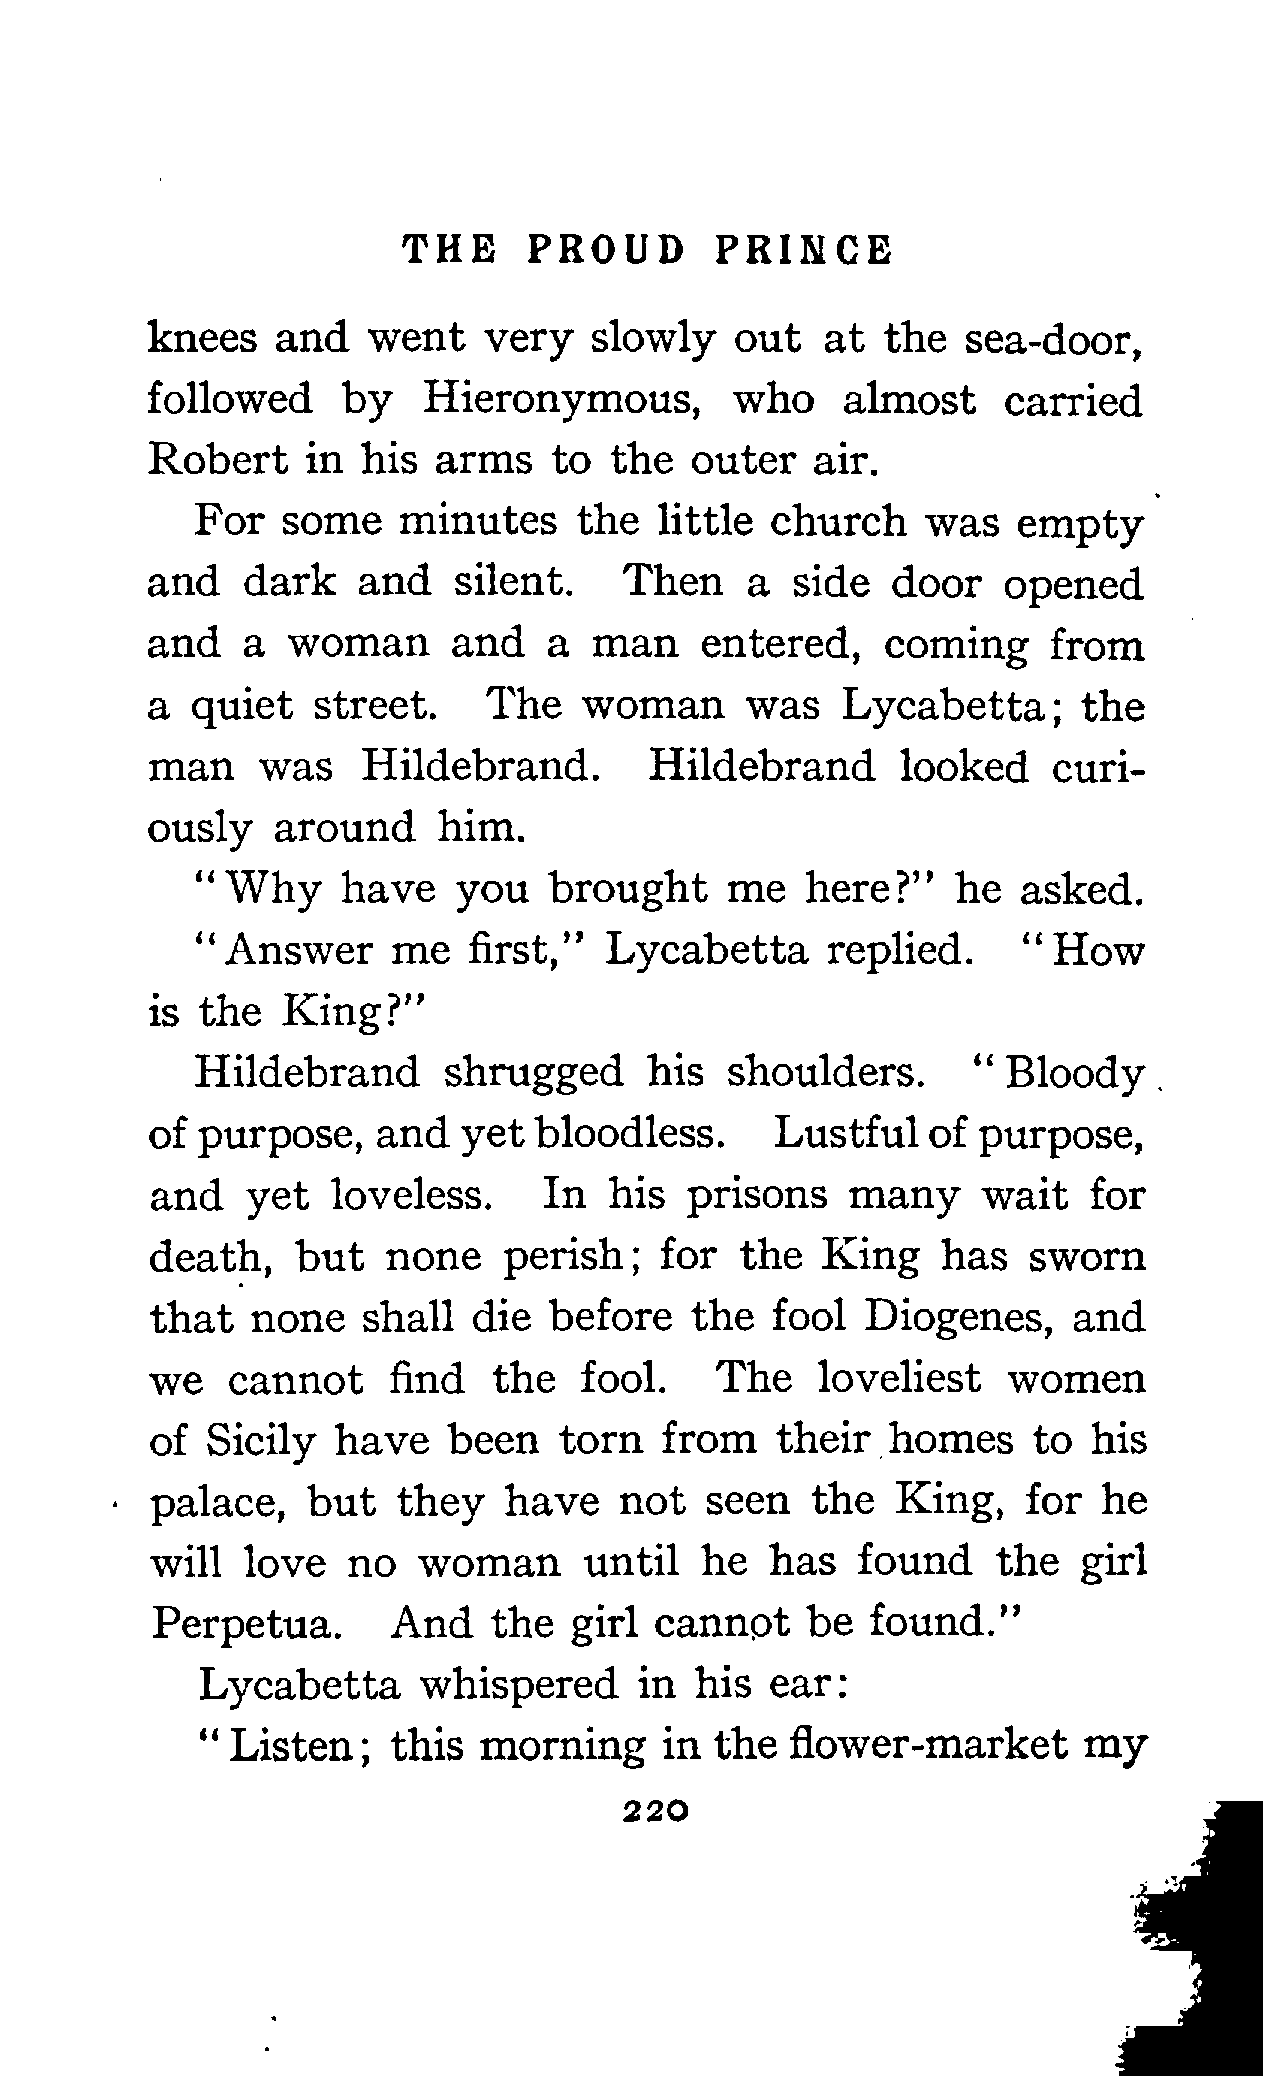 THE PROUD PRINCE
knees and went very slowly out at the sea-door,
followed by Hieronymous, who almost carried
Robert in his arms to the outer air.
For some minutes the little church was empty
and dark and silent. Then a side door opened
and a woman and a man entered, coming from
a quiet street. The woman was Lycabetta; the
man was Hildebrand. Hildebrand looked curi-
ously around him.
"Why have you brought me here?" he asked.
"Answer me first," Lycabetta replied. "How
is the King?"
Hildebrand shrugged his shoulders. "Bloody
of purpose, and yet bloodless. Lustful of purpose,
and yet loveless. In his prisons many wait for
death, but none perish; for the King has sworn
that none shall die before the fool Diogenes, and
we cannot find the fool. The loveliest women
of Sicily have been torn from their homes to his
palace, but they have not seen the King, for he
will love no woman until he has found the girl
Perpetua. And the girl cannot be found."
Lycabetta whispered in his ear:
"Listen; this morning in the flower-market my
220